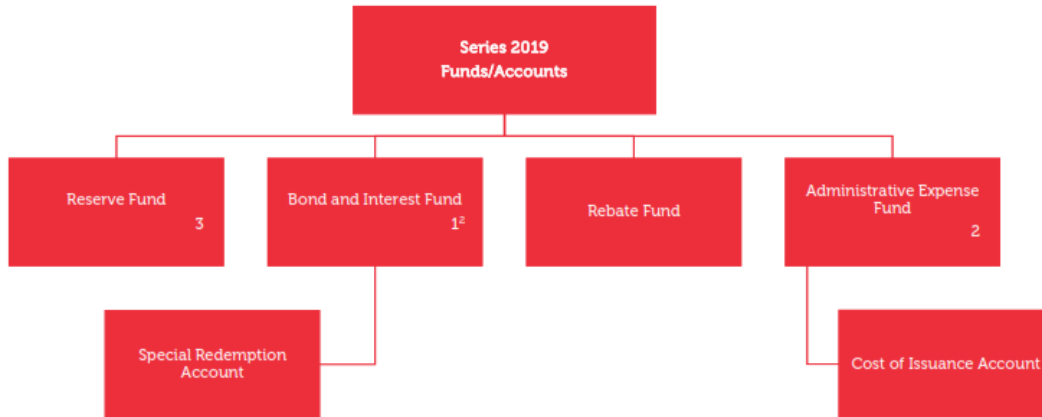 Series 2019
Funds/Accounts
Reserve Fund
3
Bond and Interest Fund
1²
Rebate Fund
Administrative Expense
Fund
2
Special Redemption
Account
Cost of Issuance Account